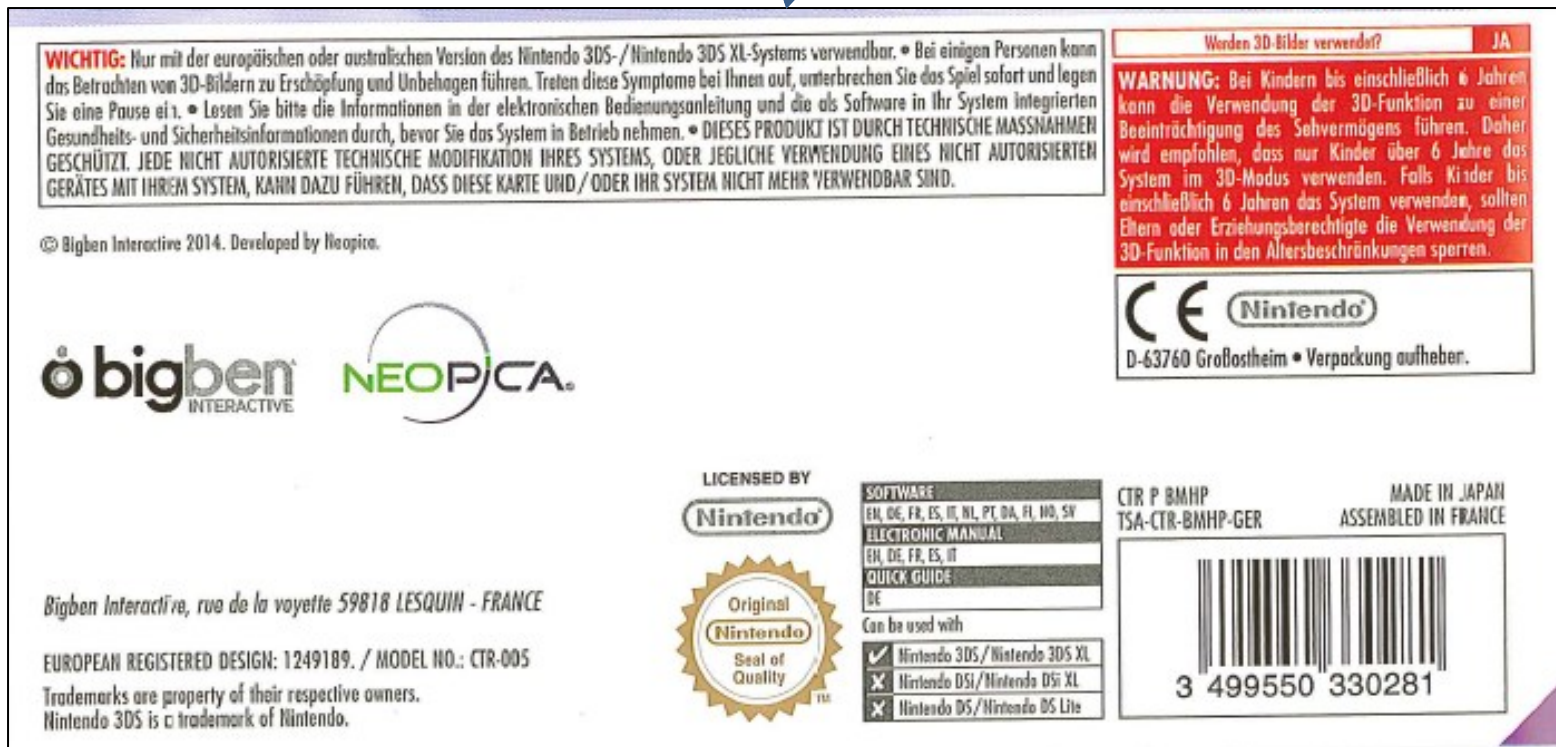 WICHTIG: Nur mit der europäischen oder australischen Version des Nintendo 3DS-/Nintendo 3DS XL-Systems verwendbar. • Bei einigen Personen kann
das Betrachten von 3D-Bildern zu Erschöpfung und Unbehagen führen. Treten diese Symptome bei Ihnen auf, unterbrechen Sie das Spiel sofort und legen
Sie eine Pause ein. • Lesen Sie bitte die Informationen in der elektronischen Bedienungsanleitung und die als Software in Ihr System integrierten
Gesundheits- und Sicherheitsinformationen durch, bevor Sie das System in Betrieb nehmen. • DIESES PRODUKT IST DURCH TECHNISCHE MASSNAHMEN
GESCHÜTZT. JEDE NICHT AUTORISIERTE TECHNISCHE MODIFIKATION IHRES SYSTEMS, ODER JEGLICHE VERWENDUNG EINES NICHT AUTORISIERTEN
GERÄTES MIT IHREM SYSTEM, KANN DAZU FÜHREN, DASS DIESE KARTE UND/ODER IHR SYSTEM NICHT MEHR VERWENDBAR SIND.
Werden 3D-Bilder verwendet? JA
WARNUNG: Bei Kindern bis einschließlich 6 Jahren
kann die Verwendung der 3D-Funktion zu einer
Beeinträchtigung des Sehvermögens führen. Daher
wird empfohlen, dass nur Kinder über 6 Jahre das
System im 3D-Modus verwenden. Falls Kinder bis
einschließlich 6 Jahren das System verwenden, sollten
Eltern oder Erziehungsberechtigte die Verwendung der
3D-Funktion in den Altersbeschränkungen sperren.
© Bigben Interactive 2014. Developed by Neopica.
CE Nintendo®
D-63760 Großostheim • Verpackung aufheben.
bigben
INTERACTIVE
NEOPICA®
LICENSED BY
Nintendo®
Original
Nintendo
Seal of
Quality
TM
SOFTWARE
EN, DE, FR, ES, IT, NL, PT, DA, FI, NO, SV
ELECTRONIC MANUAL
EN, DE, FR, ES, IT
QUICK GUIDE
DE
Can be used with
Nintendo 3DS/Nintendo 3DS XL
Nintendo DSi/Nintendo DSi XL
Nintendo DS/Nintendo DS Lite
CTR P BMHP MADE IN JAPAN
TSA-CTR-BMHP-GER ASSEMBLED IN FRANCE
3 499550 330281
Bigben Interactive, rue de la voyette 59818 LESQUIN - FRANCE
EUROPEAN REGISTERED DESIGN: 1249189. / MODEL NO.: CTR-005
Trademarks are property of their respective owners.
Nintendo 3DS is a trademark of Nintendo.